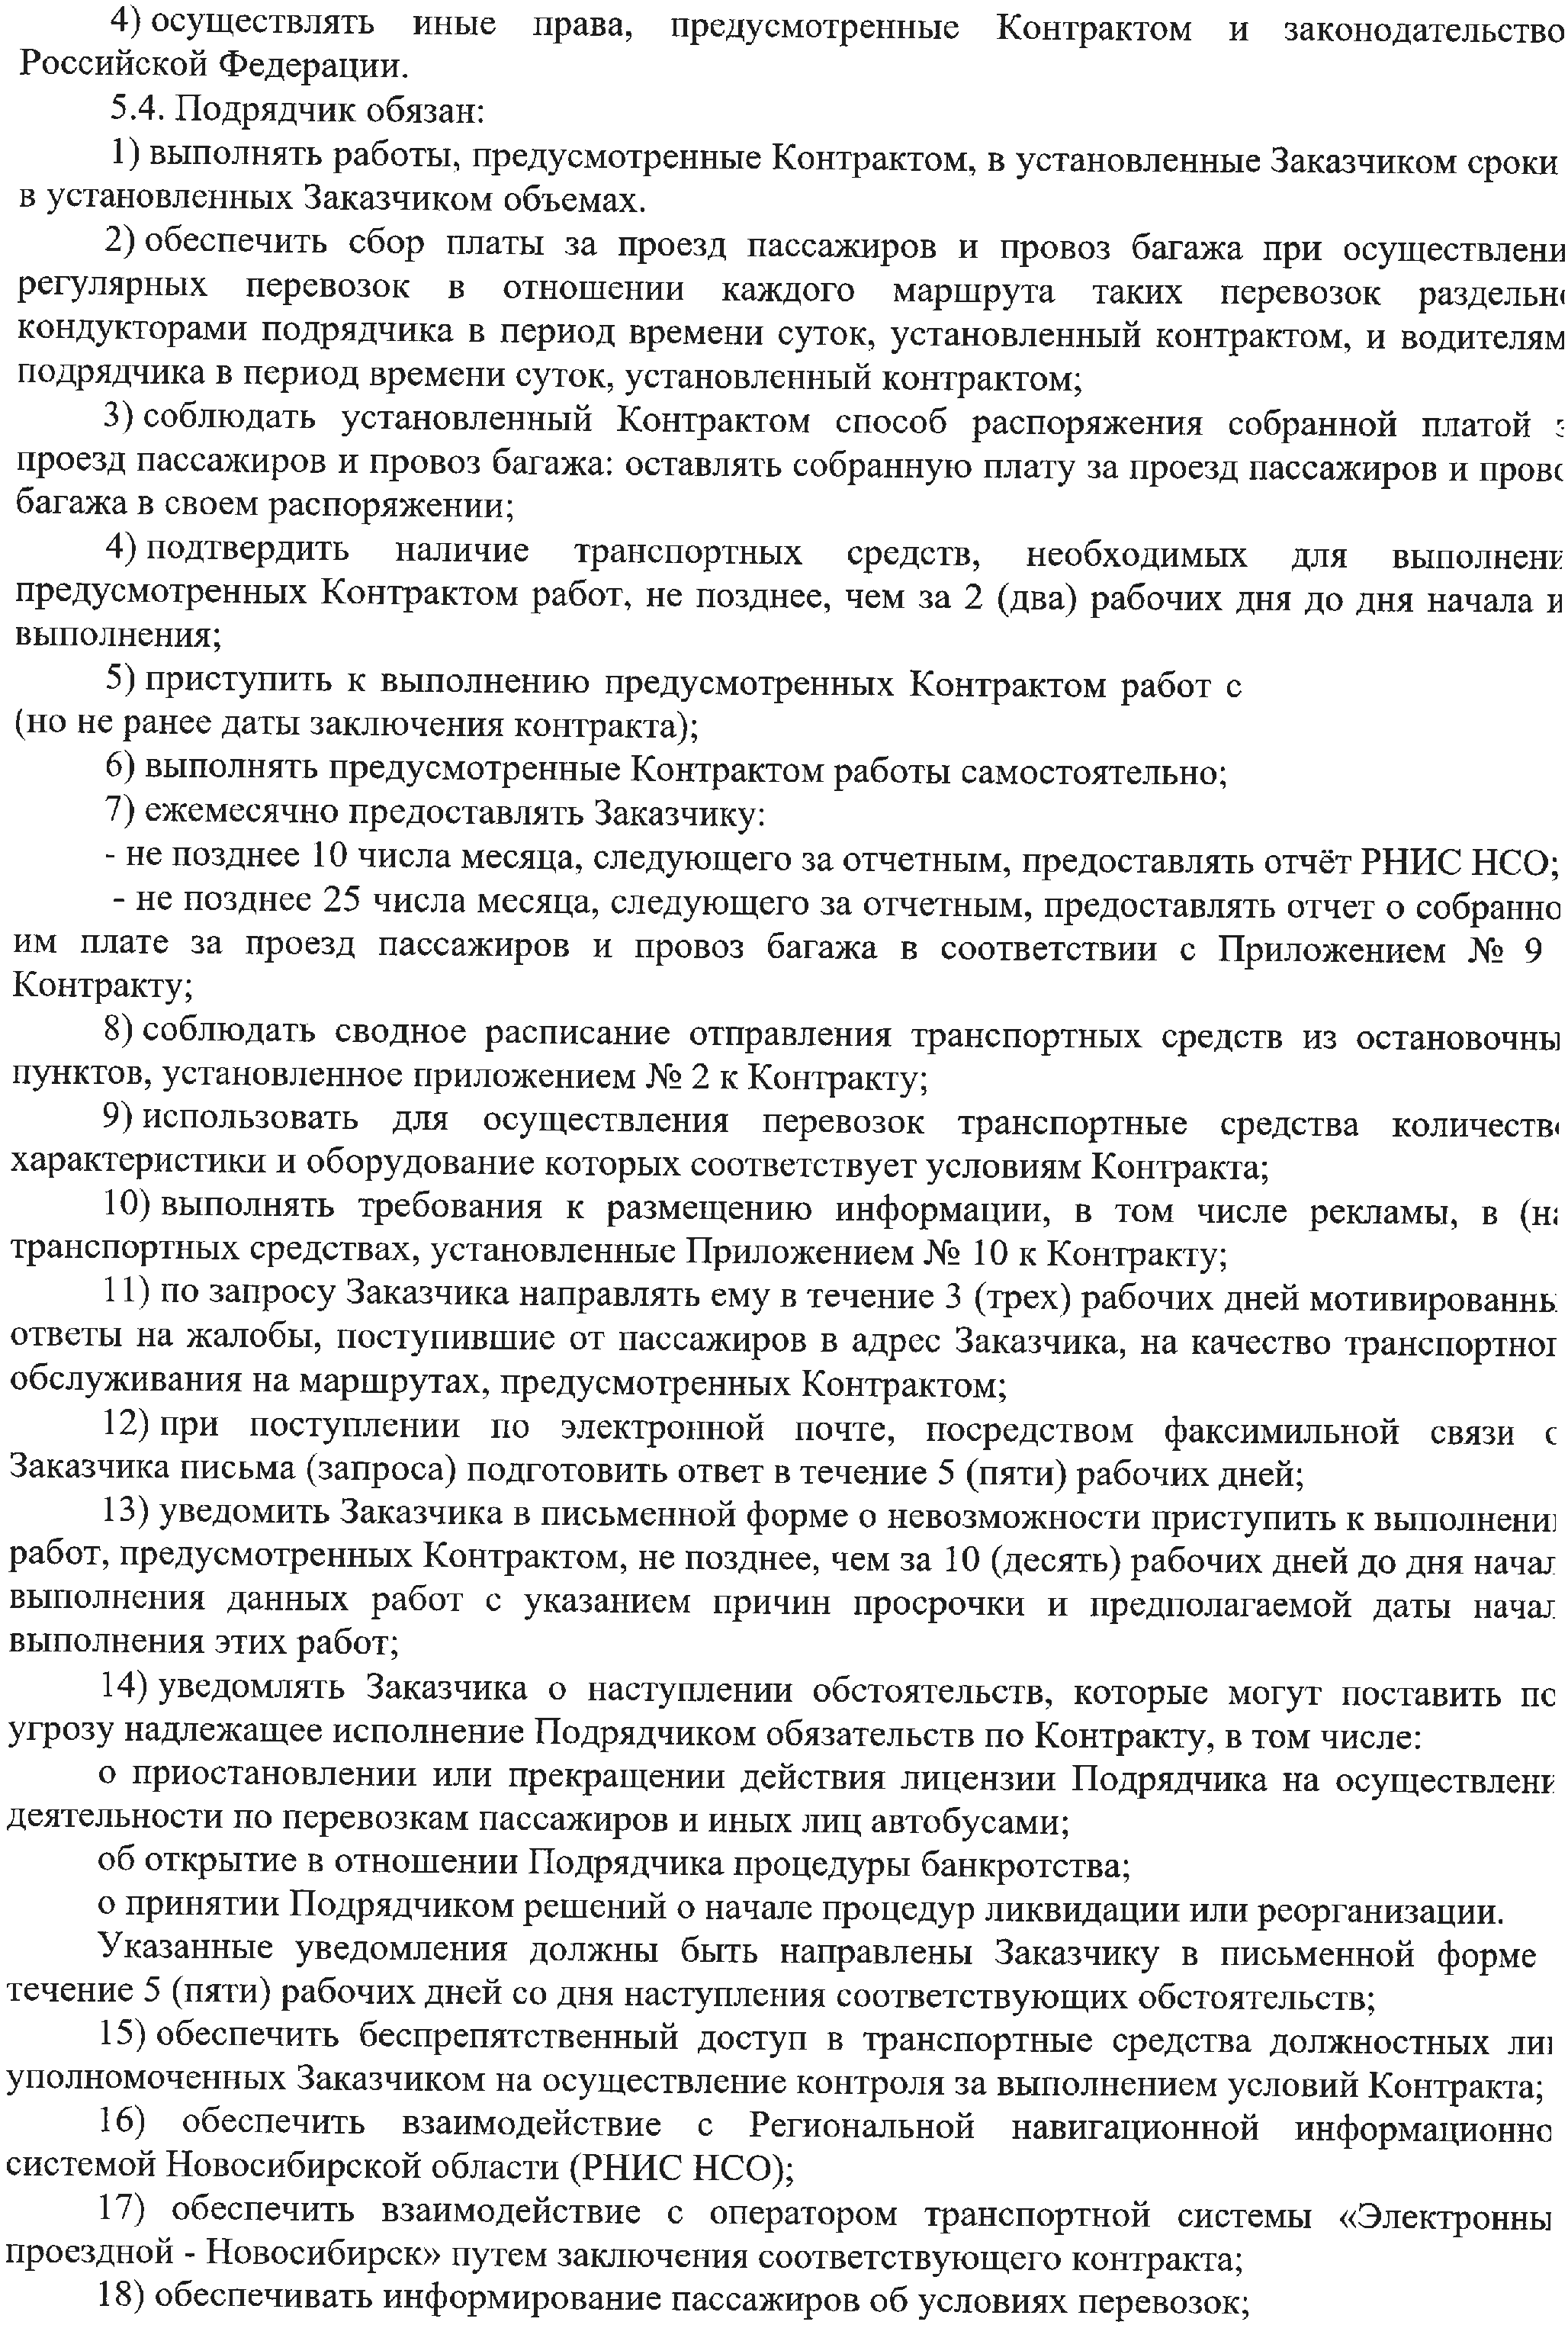 4) осуществлять иные права, предусмотренные Контрактом и законодательство
Российской Федерации.
5.4. Подрядчик обязан:
1) выполнять работы, предусмотренные Контрактом, в установленные Заказчиком сроки
в установленных Заказчиком объемах.
2) обеспечить сбор платы за проезд пассажиров и провоз багажа при осуществлени
регулярных перевозок в отношении каждого маршрута таких перевозок раздельн
кондукторами подрядчика в период времени суток, установленный контрактом, и водителям
подрядчика в период времени суток, установленный контрактом;
3) соблюдать установленный Контрактом способ распоряжения собранной платой
проезд пассажиров и провоз багажа: оставлять собранную плату за проезд пассажиров и прово
багажа в своем распоряжении;
4) подтвердить наличие транспортных средств, необходимых для выполнени
предусмотренных Контрактом работ, не позднее, чем за 2 (два) рабочих дня до дня начала и
выполнения;
5) приступить к выполнению предусмотренных Контрактом работ с
(но не ранее даты заключения контракта);
6) выполнять предусмотренные Контрактом работы самостоятельно;
7) ежемесячно предоставлять Заказчику:
- не позднее 10 числа месяца, следующего за отчетным, предоставлять отчёт РНИС НСО;
- не позднее 25 числа месяца, следующего за отчетным, предоставлять отчет о собранно
им плате за проезд пассажиров и провоз багажа в соответствии с Приложением № 9
Контракту;
8) соблюдать сводное расписание отправления транспортных средств из остановочны
пунктов, установленное приложением № 2 к Контракту;
9) использовать для осуществления перевозок транспортные средства количеств
характеристики и оборудование которых соответствует условиям Контракта;
10) выполнять требования к размещению информации, в том числе рекламы, в (на
транспортных средствах, установленные Приложением № 10 к Контракту;
11) по запросу Заказчика направлять ему в течение 3 (трех) рабочих дней мотивированны
ответы на жалобы, поступившие от пассажиров в адрес Заказчика, на качество транспортног
обслуживания на маршрутах, предусмотренных Контрактом;
12) при поступлении по электронной почте, посредством факсимильной связи о
Заказчика письма (запроса) подготовить ответ в течение 5 (пяти) рабочих дней;
13) уведомить Заказчика в письменной форме о невозможности приступить к выполнени
работ, предусмотренных Контрактом, не позднее, чем за 10 (десять) рабочих дней до дня начал
выполнения данных работ с указанием причин просрочки и предполагаемой даты начал
выполнения этих работ;
14) уведомлять Заказчика о наступлении обстоятельств, которые могут поставить по
угрозу надлежащее исполнение Подрядчиком обязательств по Контракту, в том числе:
о приостановлении или прекращении действия лицензии Подрядчика на осуществлени
деятельности по перевозкам пассажиров и иных лиц автобусами;
об открытие в отношении Подрядчика процедуры банкротства;
о принятии Подрядчиком решений о начале процедур ликвидации или реорганизации.
Указанные уведомления должны быть направлены Заказчику в письменной форме
течение 5 (пяти) рабочих дней со дня наступления соответствующих обстоятельств;
15) обеспечить беспрепятственный доступ в транспортные средства должностных ли
уполномоченных Заказчиком на осуществление контроля за выполнением условий Контракта;
16) обеспечить взаимодействие с Региональной навигационной информационно
системой Новосибирской области (РНИС НСО);
17) обеспечить взаимодействие с оператором транспортной системы «Электронны
проездной - Новосибирск» путем заключения соответствующего контракта;
18) обеспечивать информирование пассажиров об условиях перевозок;